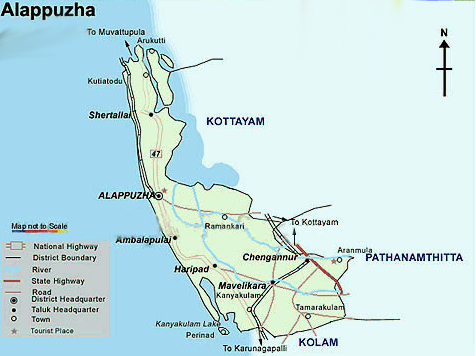 Alappuzha
To Muvattupula
Arukutti
N
Kutiatodu
Shertallai
KOTTAYAM
47
ALAPPUZHA
Map not to Scale
Ramankari
To Kottayam
National Highway
District Boundary
River
State Highway
Road
District Headquarter
Taluk Headquarter
Town
Tourist Place
Ambalapulai
Chengannur
Aranmula
PATHANAMTHITTA
Haripad
Mavelikara
Kanyakulam
Tamarakulam
Kanyakulam Lake
Perinad
To Karunagapalli
KOLAM